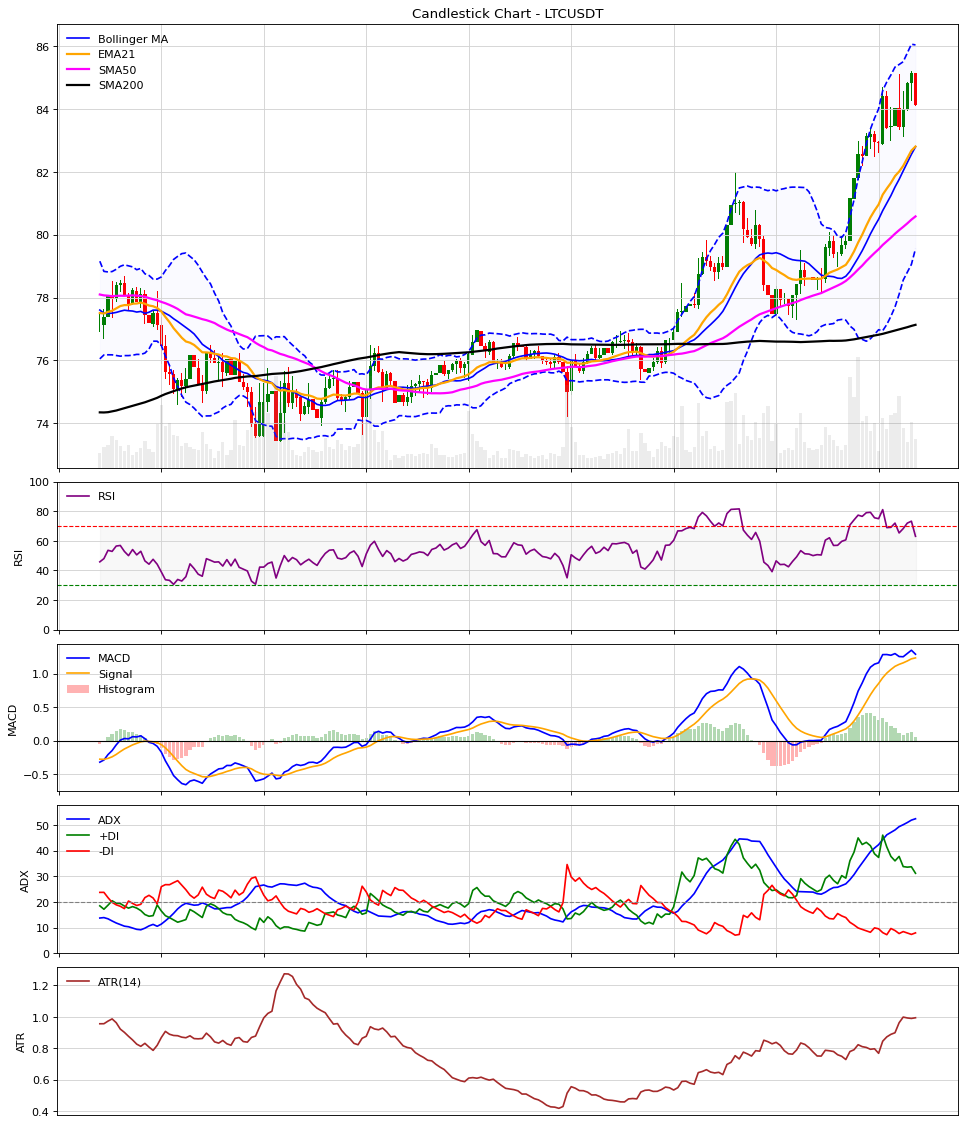 Candlestick Chart - LTCUSDT
Bollinger MA
EMA21
SMA50
SMA200
86
84
82
80
78
76
74
RSI
RSI
100
80
60
40
20
0
MACD
Signal
Histogram
MACD
1.0
0.5
0.0
−0.5
ADX
+DI
-DI
ADX
50
40
30
20
10
0
ATR(14)
ATR
1.2
1.0
0.8
0.6
0.4